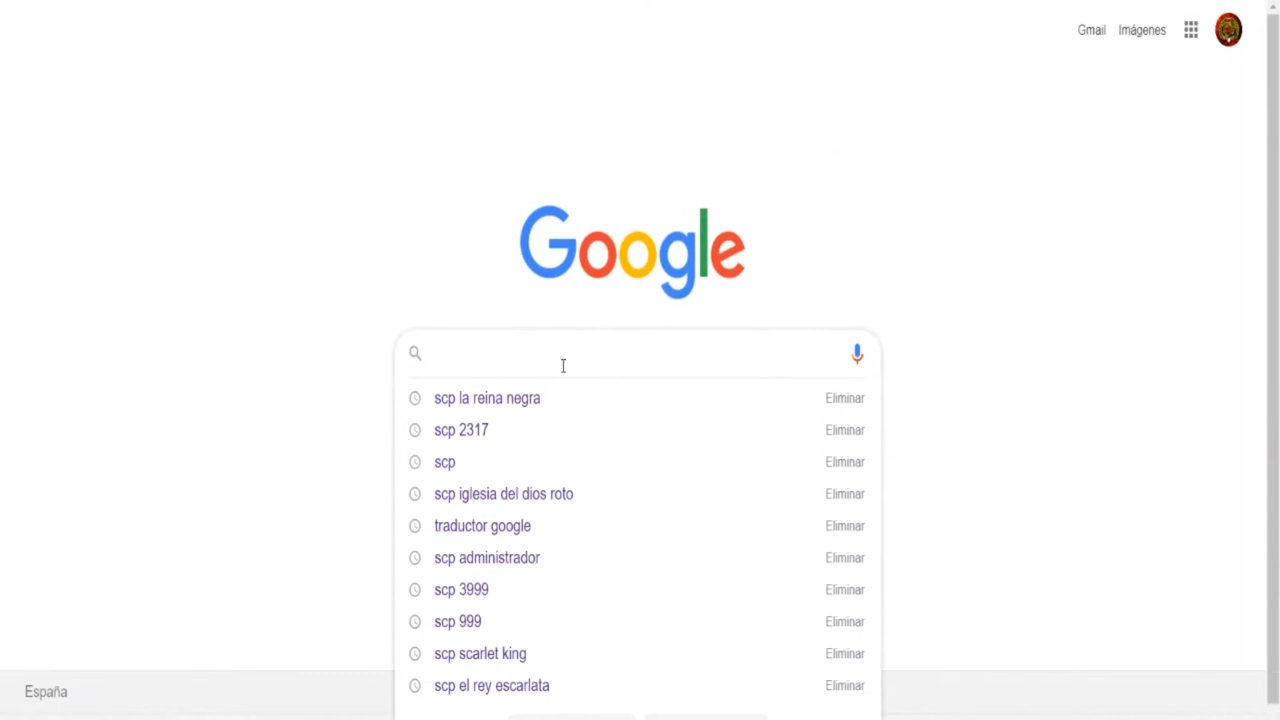 Gmail Imágenes
Google
scp la reina negra Eliminar
scp 2317 Eliminar
scp Eliminar
scp iglesia del dios roto Eliminar
traductor google Eliminar
scp administrador Eliminar
scp 3999 Eliminar
scp 999 Eliminar
scp scarlet king Eliminar
scp el rey escarlata Eliminar
España